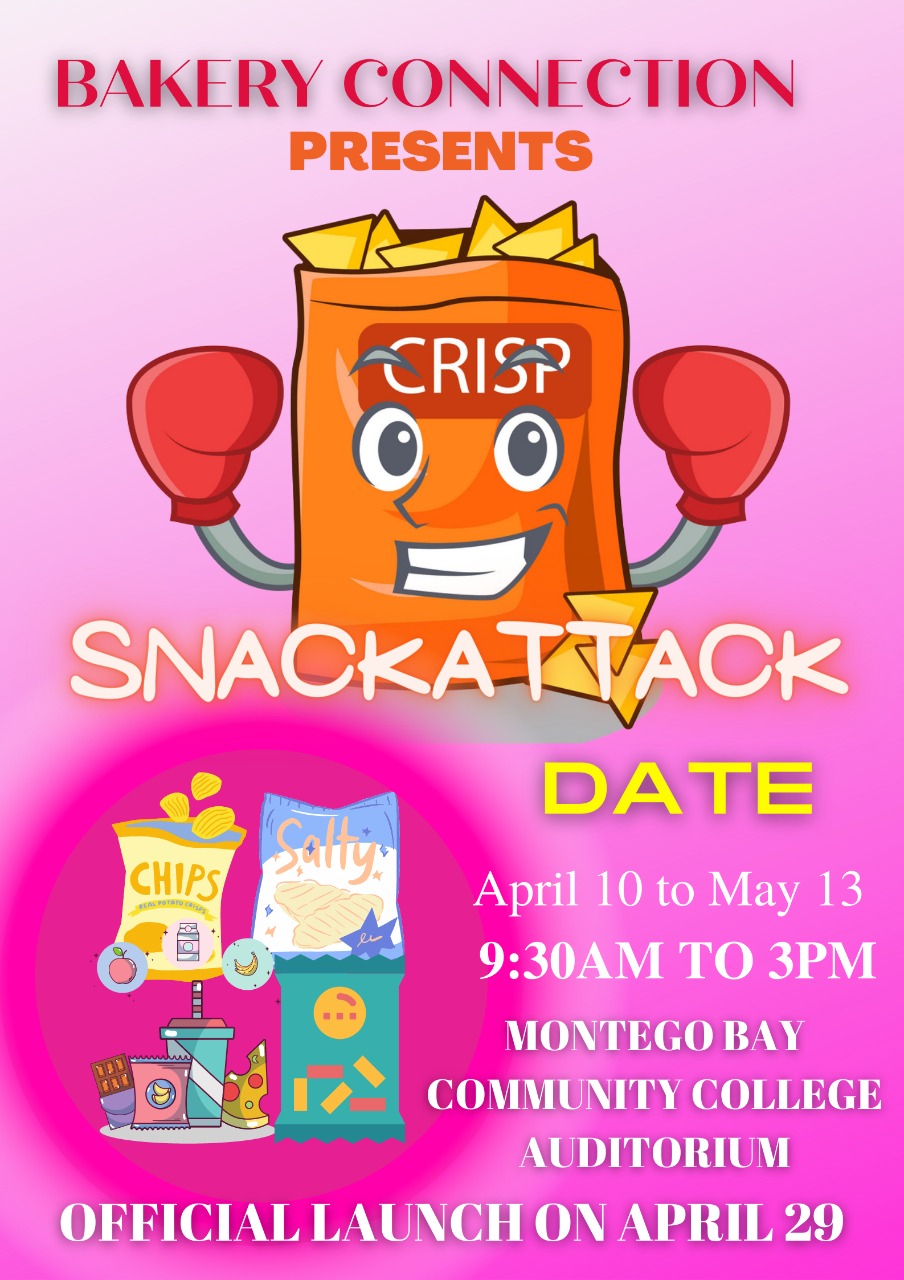 BAKERY CONNECTION
PRESENTS
CRISP
SNACKATTACK
DATE
April 10 to May 13
9:30AM TO 3PM
MONTEGO BAY
COMMUNITY COLLEGE
AUDITORIUM
CHIPS
REAL POTATO CRISPS
Salty
OFFICIAL LAUNCH ON APRIL 29